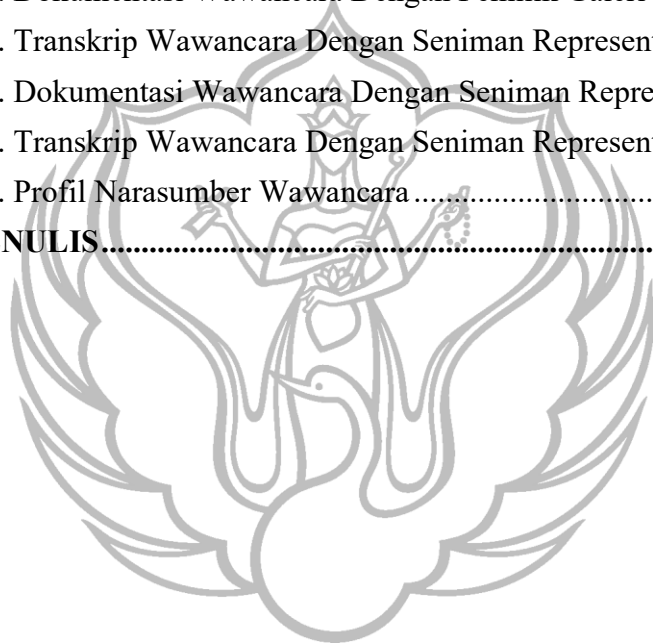 . Transkrip Wawancara Dengan Seniman Represent
. Dokumentasi Wawancara Dengan Seniman Repre
. Transkrip Wawancara Dengan Seniman Represent
. Profil Narasumber Wawancara..............................
NULIS......................................................................